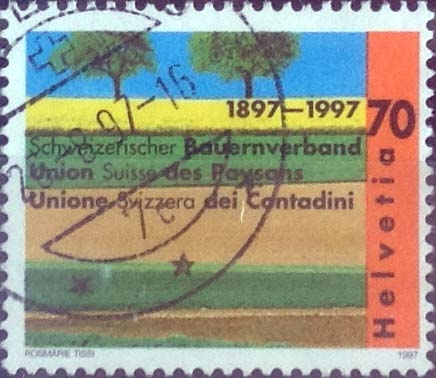 1897–1997
70
Schweizerischer Bauernverband
Union Suisse des Paysans
Unione Svizzera dei Contadini
Helvetia
ROSMARIE TISSI
1997